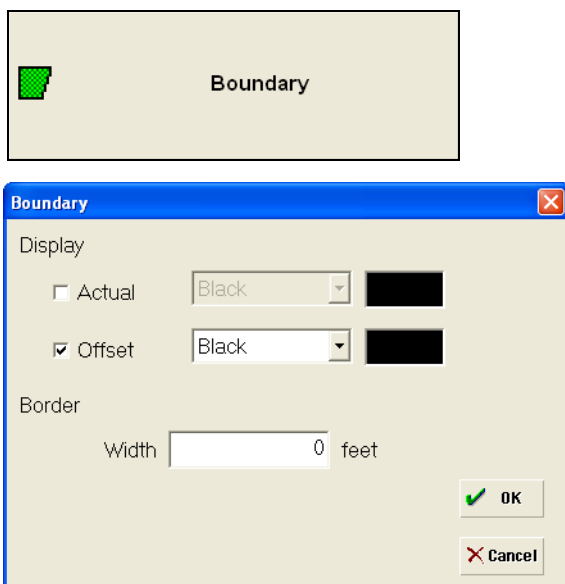 Boundary
Boundary
Display
Actual Black
Offset Black
Border
Width 0 feet
OK
Cancel